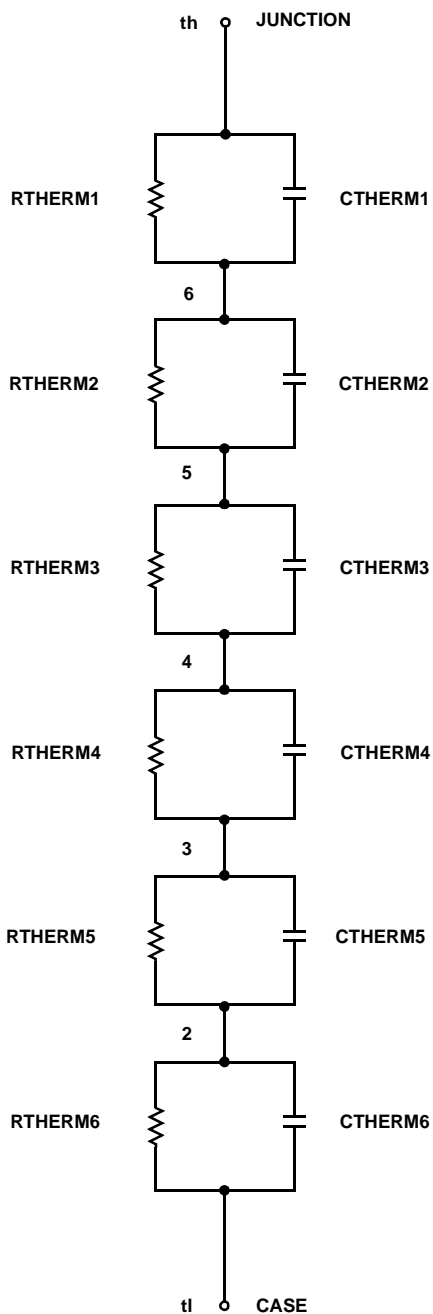 th JUNCTION
RTHERM1 CTHERM1
6
RTHERM2 CTHERM2
5
RTHERM3 CTHERM3
4
RTHERM4 CTHERM4
3
RTHERM5 CTHERM5
2
RTHERM6 CTHERM6
tl CASE